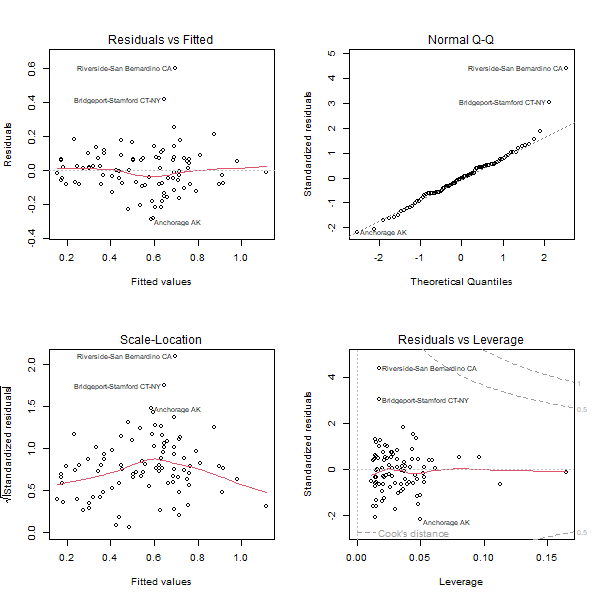 Residuals vs Fitted
Residuals
-0.4 -0.2 0.0 0.2 0.4 0.6
Riverside-San Bernardino CA
Bridgeport-Stamford CT-NY
Anchorage AK
0.2 0.4 0.6 0.8 1.0
Fitted values
Normal Q-Q
Standardized residuals
-2 -1 0 1 2 3 4 5
Riverside-San Bernardino CA
Bridgeport-Stamford CT-NY
Anchorage AK
-2 -1 0 1 2
Theoretical Quantiles
Scale-Location
√|Standardized residuals|
0.0 0.5 1.0 1.5 2.0
Riverside-San Bernardino CA
Bridgeport-Stamford CT-NY
Anchorage AK
0.2 0.4 0.6 0.8 1.0
Fitted values
Residuals vs Leverage
Standardized residuals
-2 0 2 4
Riverside-San Bernardino CA
Bridgeport-Stamford CT-NY
Anchorage AK
Cook's distance
1
0.5
0.5
0.00 0.05 0.10 0.15
Leverage